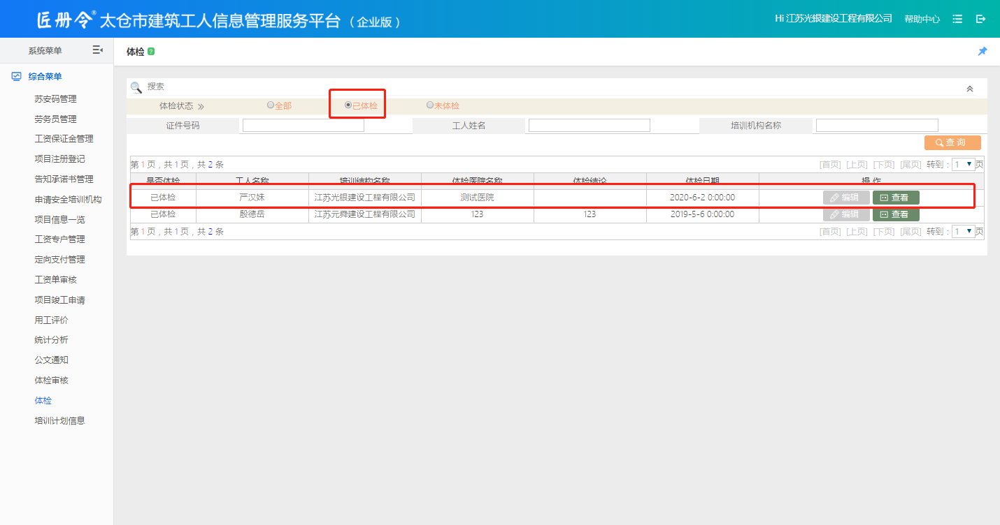 匠册令® 太仓市建筑工人信息管理服务平台（企业版）
Hi 江苏光银建设工程有限公司 帮助中心
系统菜单
体检 ?
综合菜单
苏安码管理
劳务员管理
工资保证金管理
项目注册登记
告知承诺书管理
申请安全培训机构
项目信息一览
工资专户管理
定向支付管理
工资单审核
项目竣工申请
用工评价
统计分析
公文通知
体检审核
体检
培训计划信息
搜索
体检状态 全部 已体检 未体检
证件号码 工人姓名 培训机构名称
查 询
第1页，共1页，共2条 [首页] [上页] [下页] [尾页] 转到：1 页
是否体检 工人名称 培训结构名称 体检医院名称 体检结论 体检日期 操 作
已体检 严汉妹 江苏光银建设工程有限公司 测试医院 2020-6-2 0:00:00 编辑 查看
已体检 殷德岳 江苏元舜建设工程有限公司 123 123 2019-5-6 0:00:00 编辑 查看
第1页，共1页，共2条 [首页] [上页] [下页] [尾页] 转到：1 页